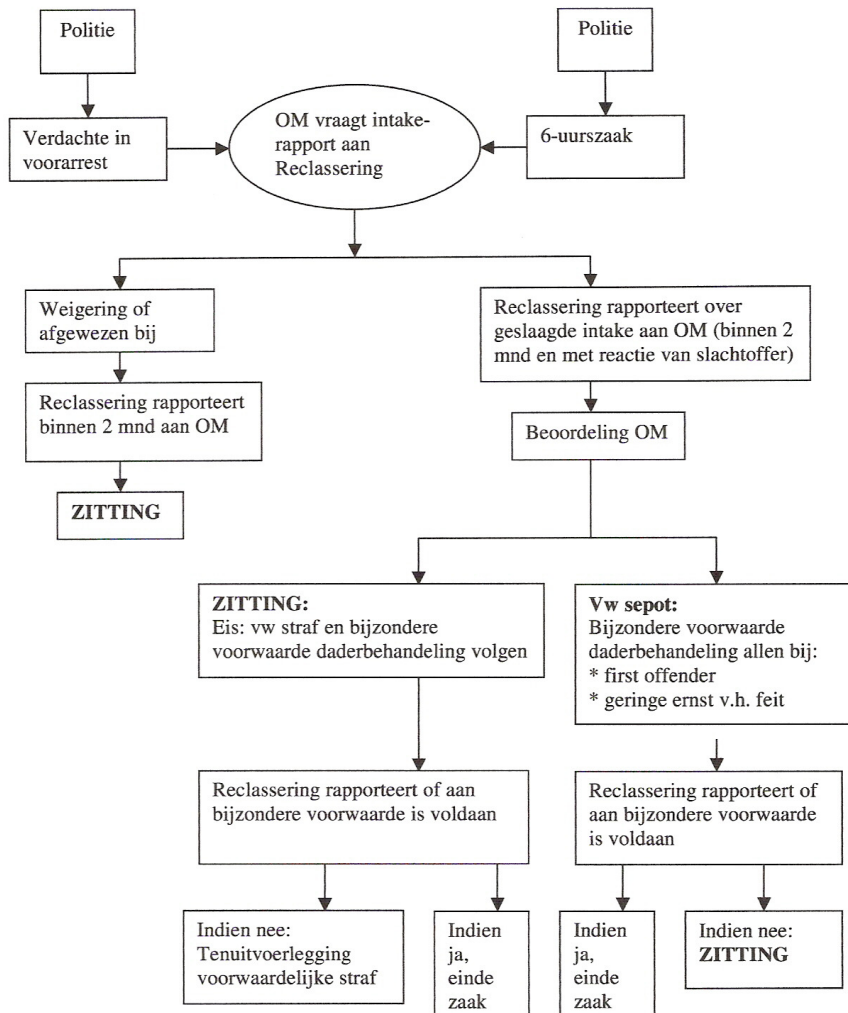 Politie
Politie
Verdachte in
voorarrest
OM vraagt intake-
rapport aan
Reclassering
6-uurszaak
Weigering of
afgewezen bij
Reclassering rapporteert over
geslaagde intake aan OM (binnen 2
mnd en met reactie van slachtoffer)
Reclassering rapporteert
binnen 2 mnd aan OM
Beoordeling OM
ZITTING
ZITTING:
Eis: vw straf en bijzondere
voorwaarde daderbehandeling volgen
Vw sepot:
Bijzondere voorwaarde
daderbehandeling allen bij:
* first offender
* geringe ernst v.h. feit
Reclassering rapporteert of aan
bijzondere voorwaarde is voldaan
Reclassering rapporteert of
aan bijzondere voorwaarde
is voldaan
Indien nee:
Tenuitvoerlegging
voorwaardelijke straf
Indien
ja,
einde
zaak
Indien
ja,
einde
zaak
Indien nee:
ZITTING